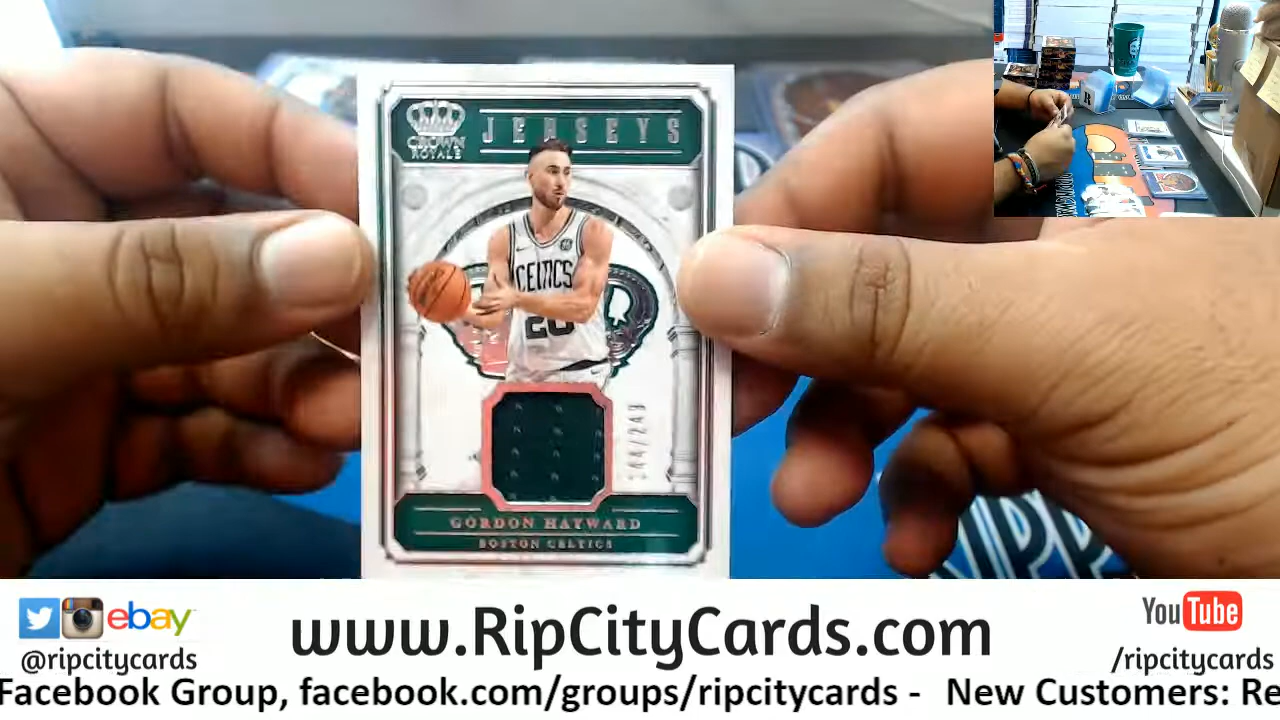 CROWN
ROYALE
JERSEYS
CELTICS
20
GORDON HAYWARD
BOSTON CELTICS
ebay
@ripcitycards
www.RipCityCards.com
YouTube
/ripcitycards
Facebook Group, facebook.com/groups/ripcitycards - New Customers: Re